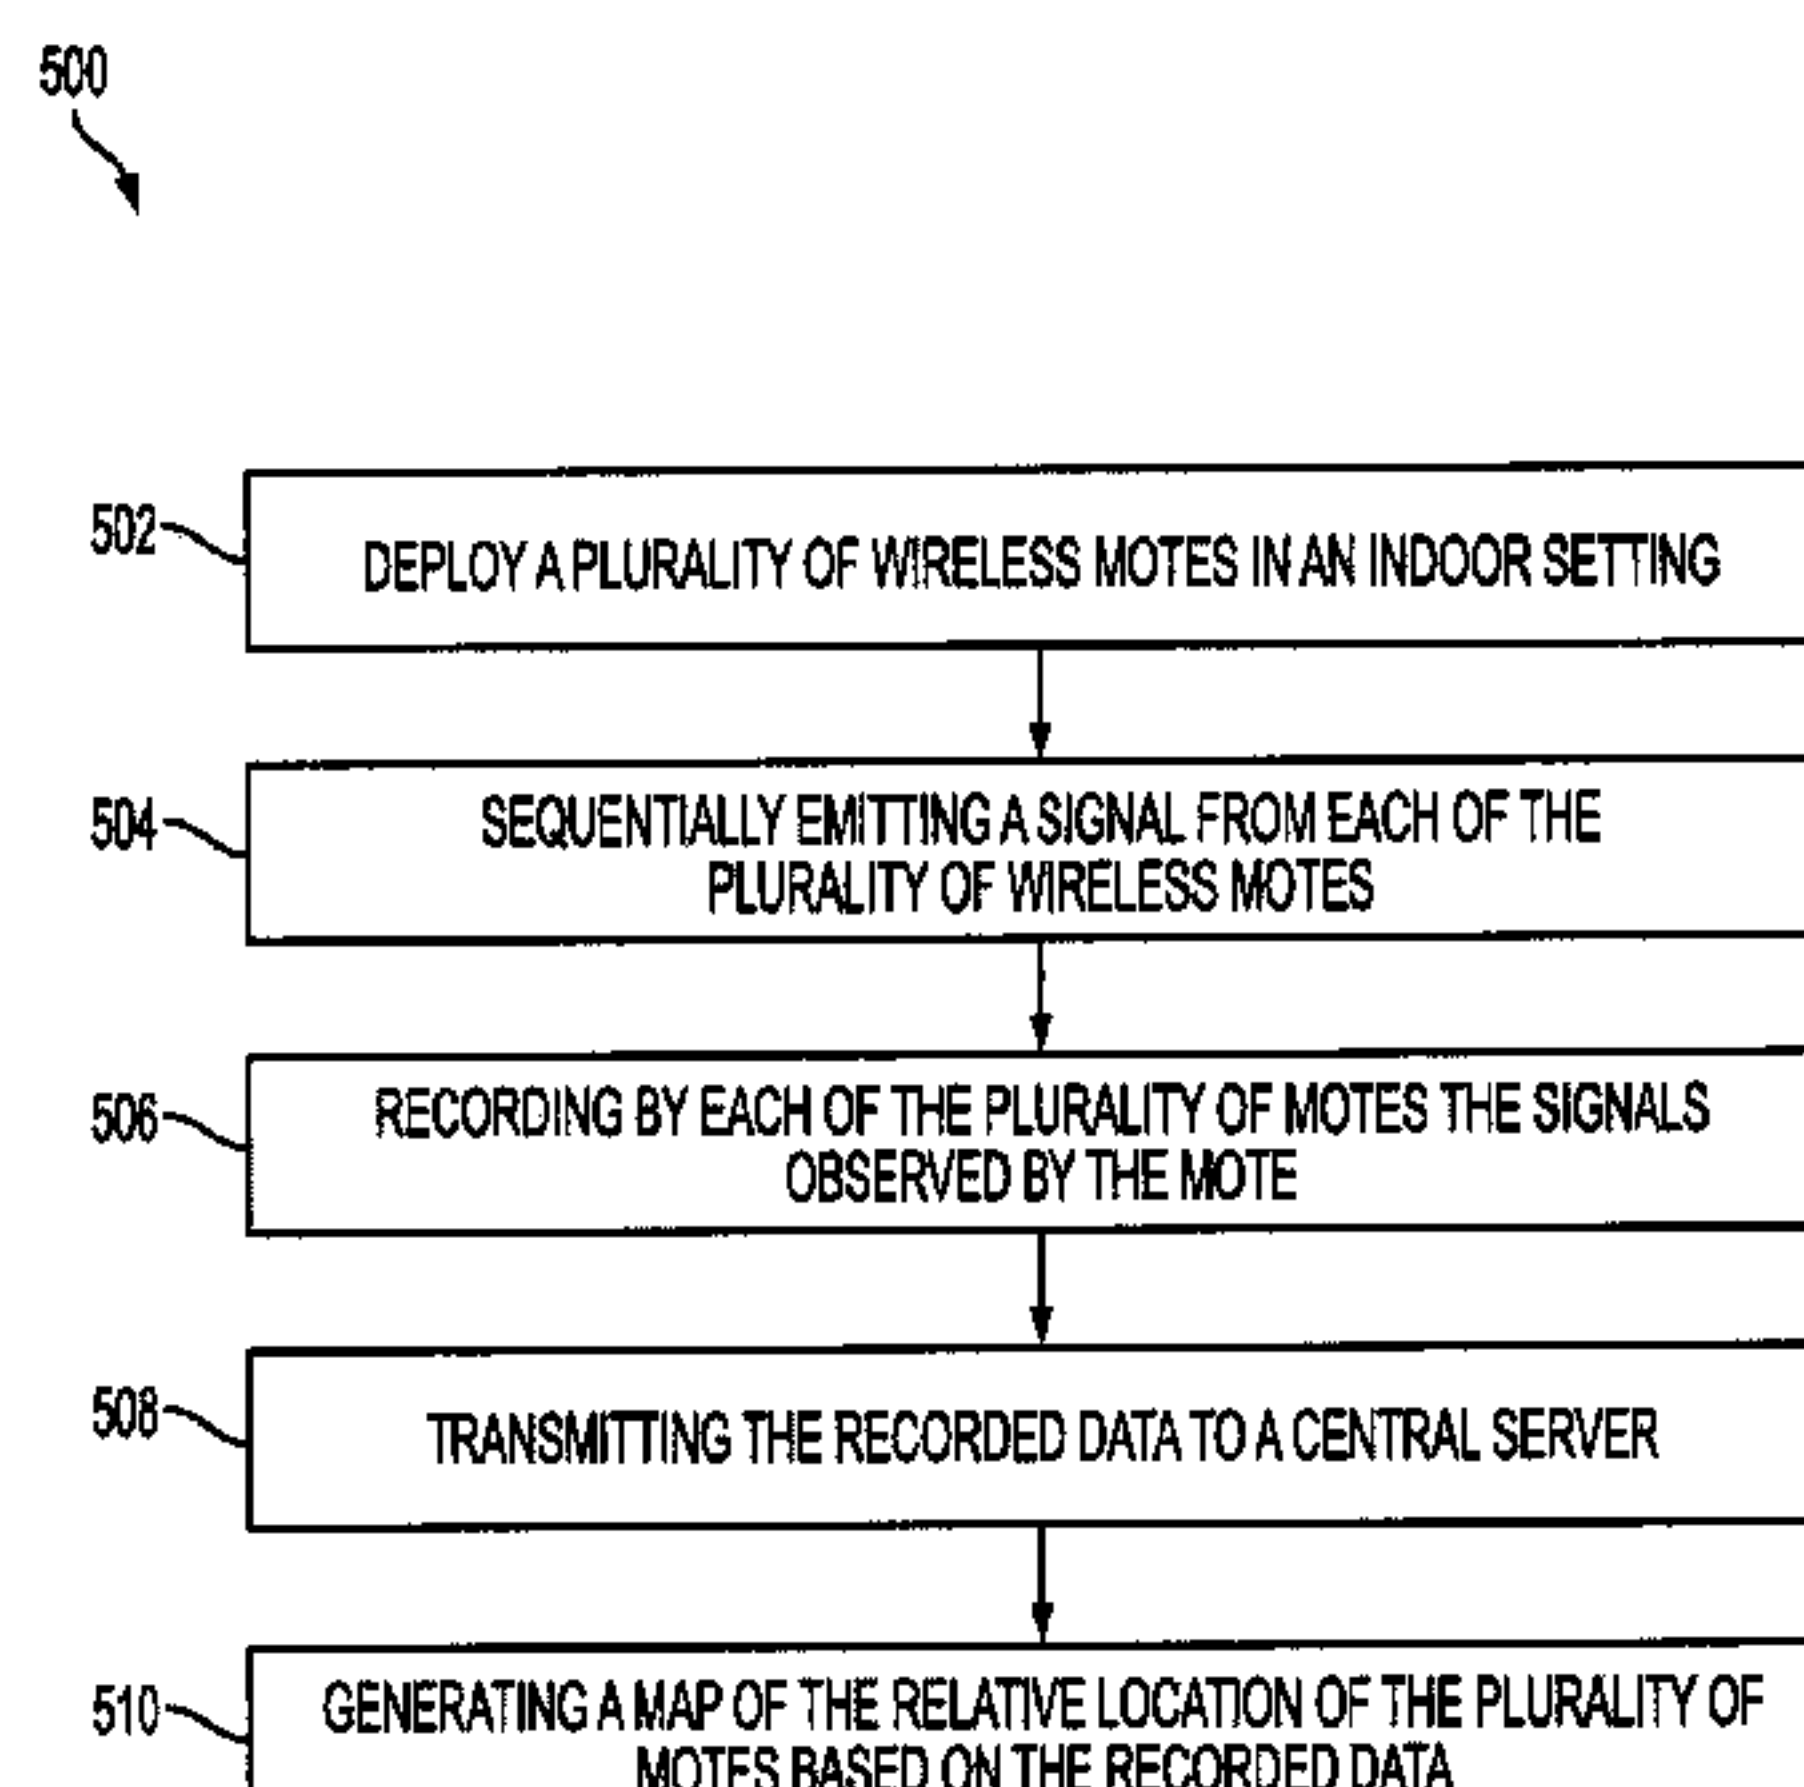 500
502
DEPLOY A PLURALITY OF WIRELESS MOTES IN AN INDOOR SETTING
504
SEQUENTIALLY EMITTING A SIGNAL FROM EACH OF THE
PLURALITY OF WIRELESS MOTES
506
RECORDING BY EACH OF THE PLURALITY OF MOTES THE SIGNALS
OBSERVED BY THE MOTE
508
TRANSMITTING THE RECORDED DATA TO A CENTRAL SERVER
510
GENERATING A MAP OF THE RELATIVE LOCATION OF THE PLURALITY OF
MOTES BASED ON THE RECORDED DATA